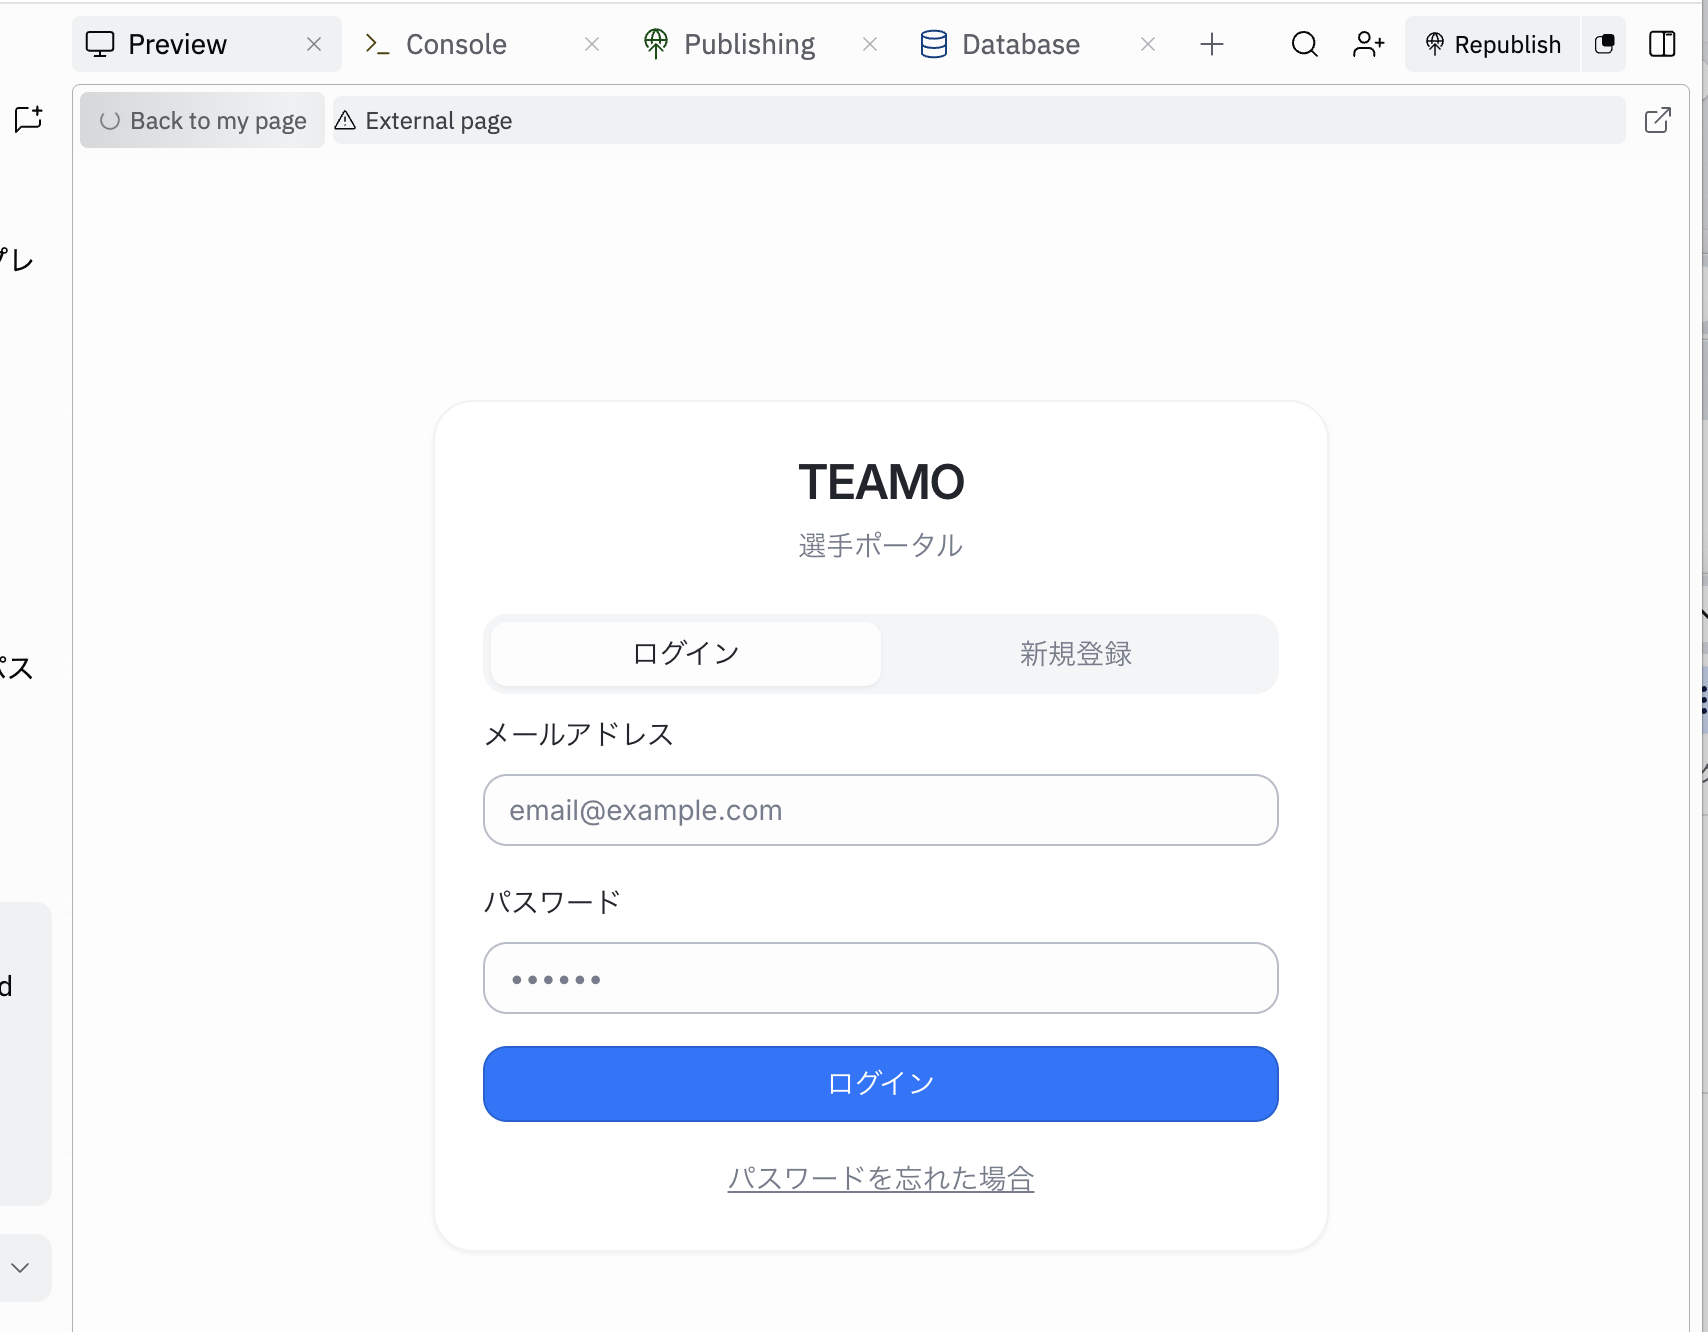 Preview
Console
Publishing
Database
Republish
Back to my page
External page
プレ
パス
d
TEAMO
選手ポータル
ログイン
新規登録
メールアドレス
email@example.com
パスワード
••••••
ログイン
パスワードを忘れた場合